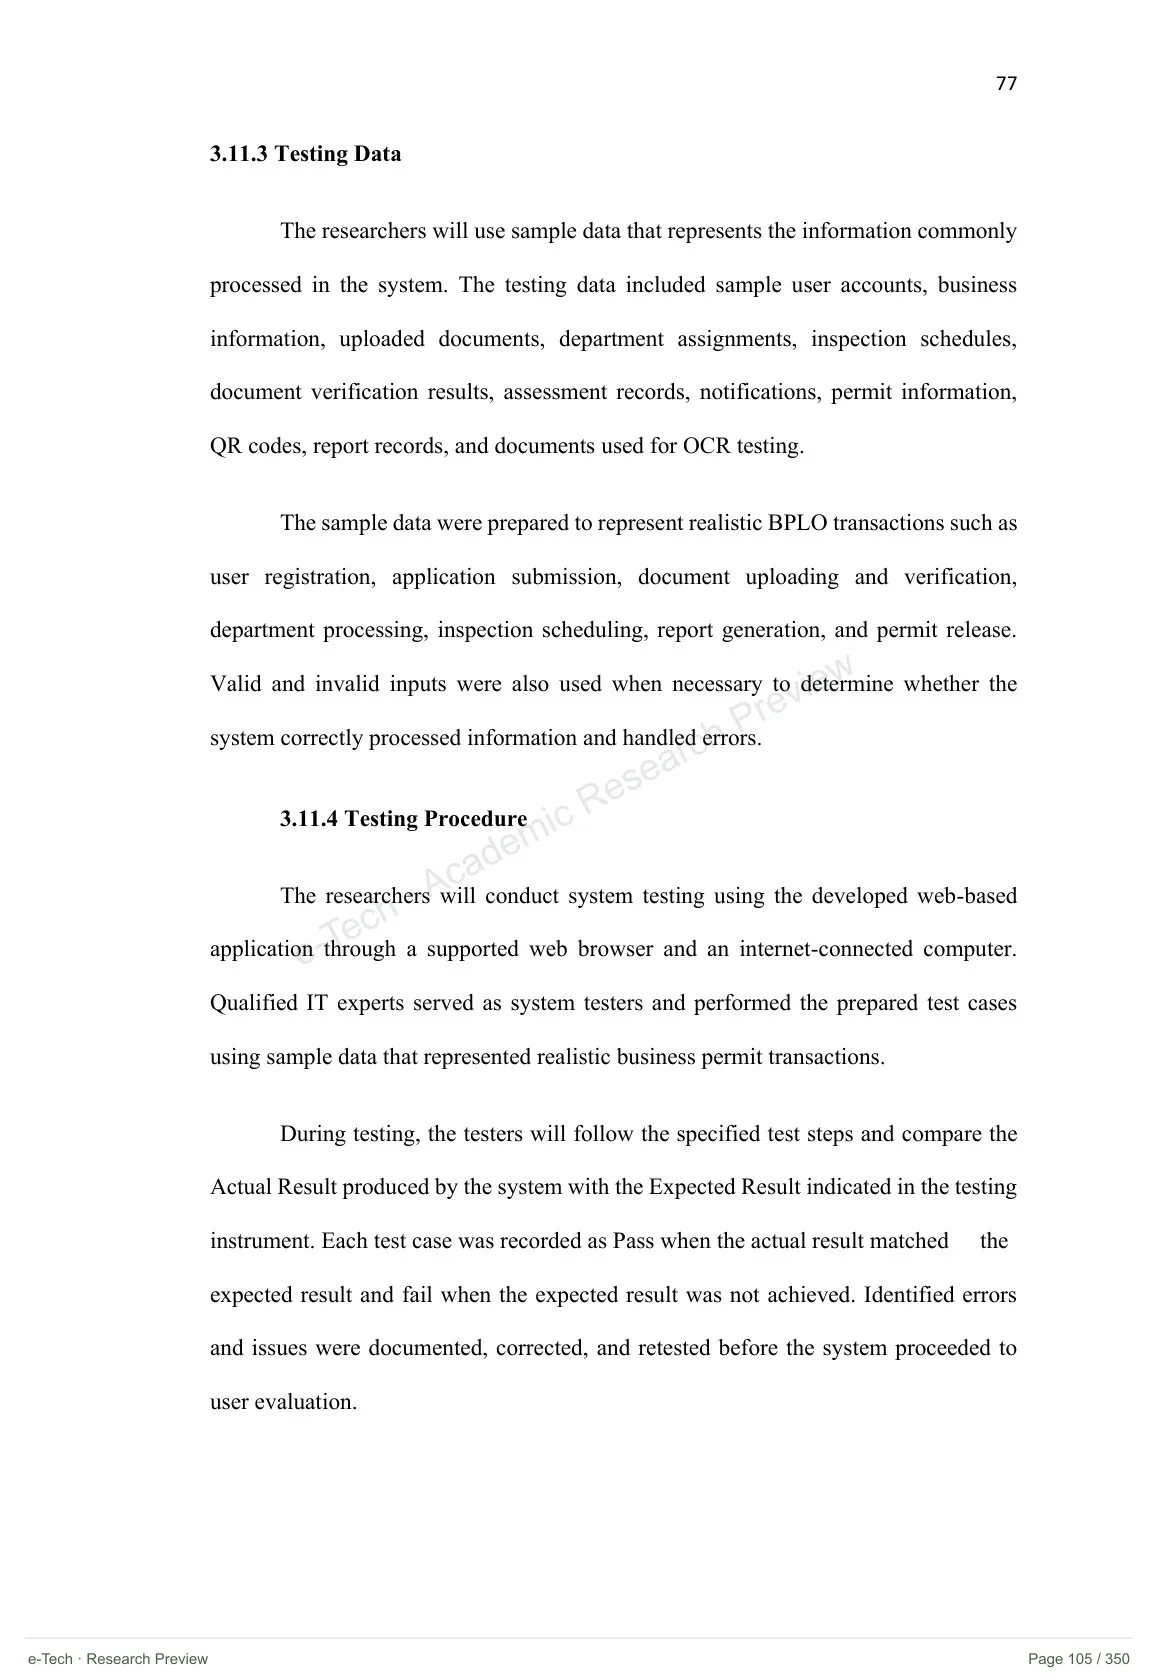 77
3.11.3 Testing Data
The researchers will use sample data that represents the information commonly
processed in the system. The testing data included sample user accounts, business
information, uploaded documents, department assignments, inspection schedules,
document verification results, assessment records, notifications, permit information,
QR codes, report records, and documents used for OCR testing.
The sample data were prepared to represent realistic BPLO transactions such as
user registration, application submission, document uploading and verification,
department processing, inspection scheduling, report generation, and permit release.
Valid and invalid inputs were also used when necessary to determine whether the
system correctly processed information and handled errors.
3.11.4 Testing Procedure
The researchers will conduct system testing using the developed web-based
application through a supported web browser and an internet-connected computer.
Qualified IT experts served as system testers and performed the prepared test cases
using sample data that represented realistic business permit transactions.
During testing, the testers will follow the specified test steps and compare the
Actual Result produced by the system with the Expected Result indicated in the testing
instrument. Each test case was recorded as Pass when the actual result matched the
expected result and fail when the expected result was not achieved. Identified errors
and issues were documented, corrected, and retested before the system proceeded to
user evaluation.
e-Tech · Academic Research Preview
e-Tech · Research Preview
Page 105 / 350